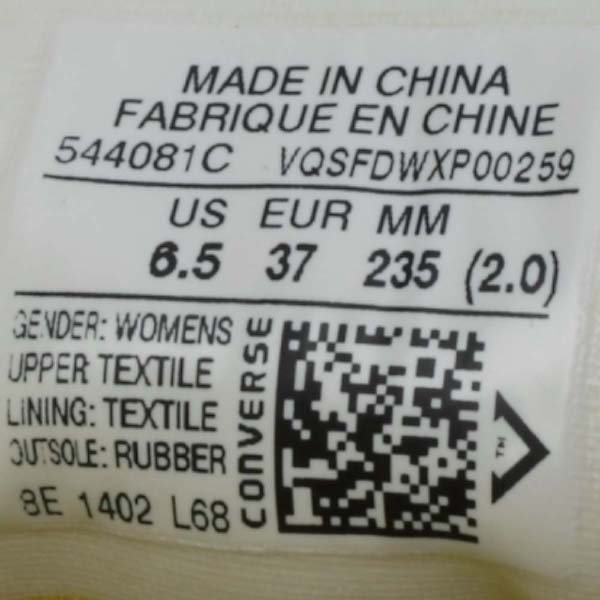 MADE IN CHINA
FABRIQUE EN CHINE
544081C VQSFDWXP00259
US EUR MM
6.5 37 235 (2.0)
GENDER: WOMENS
UPPER TEXTILE
LINING: TEXTILE
OUTSOLE: RUBBER
8E 1402 L68
CONVERSE
TM